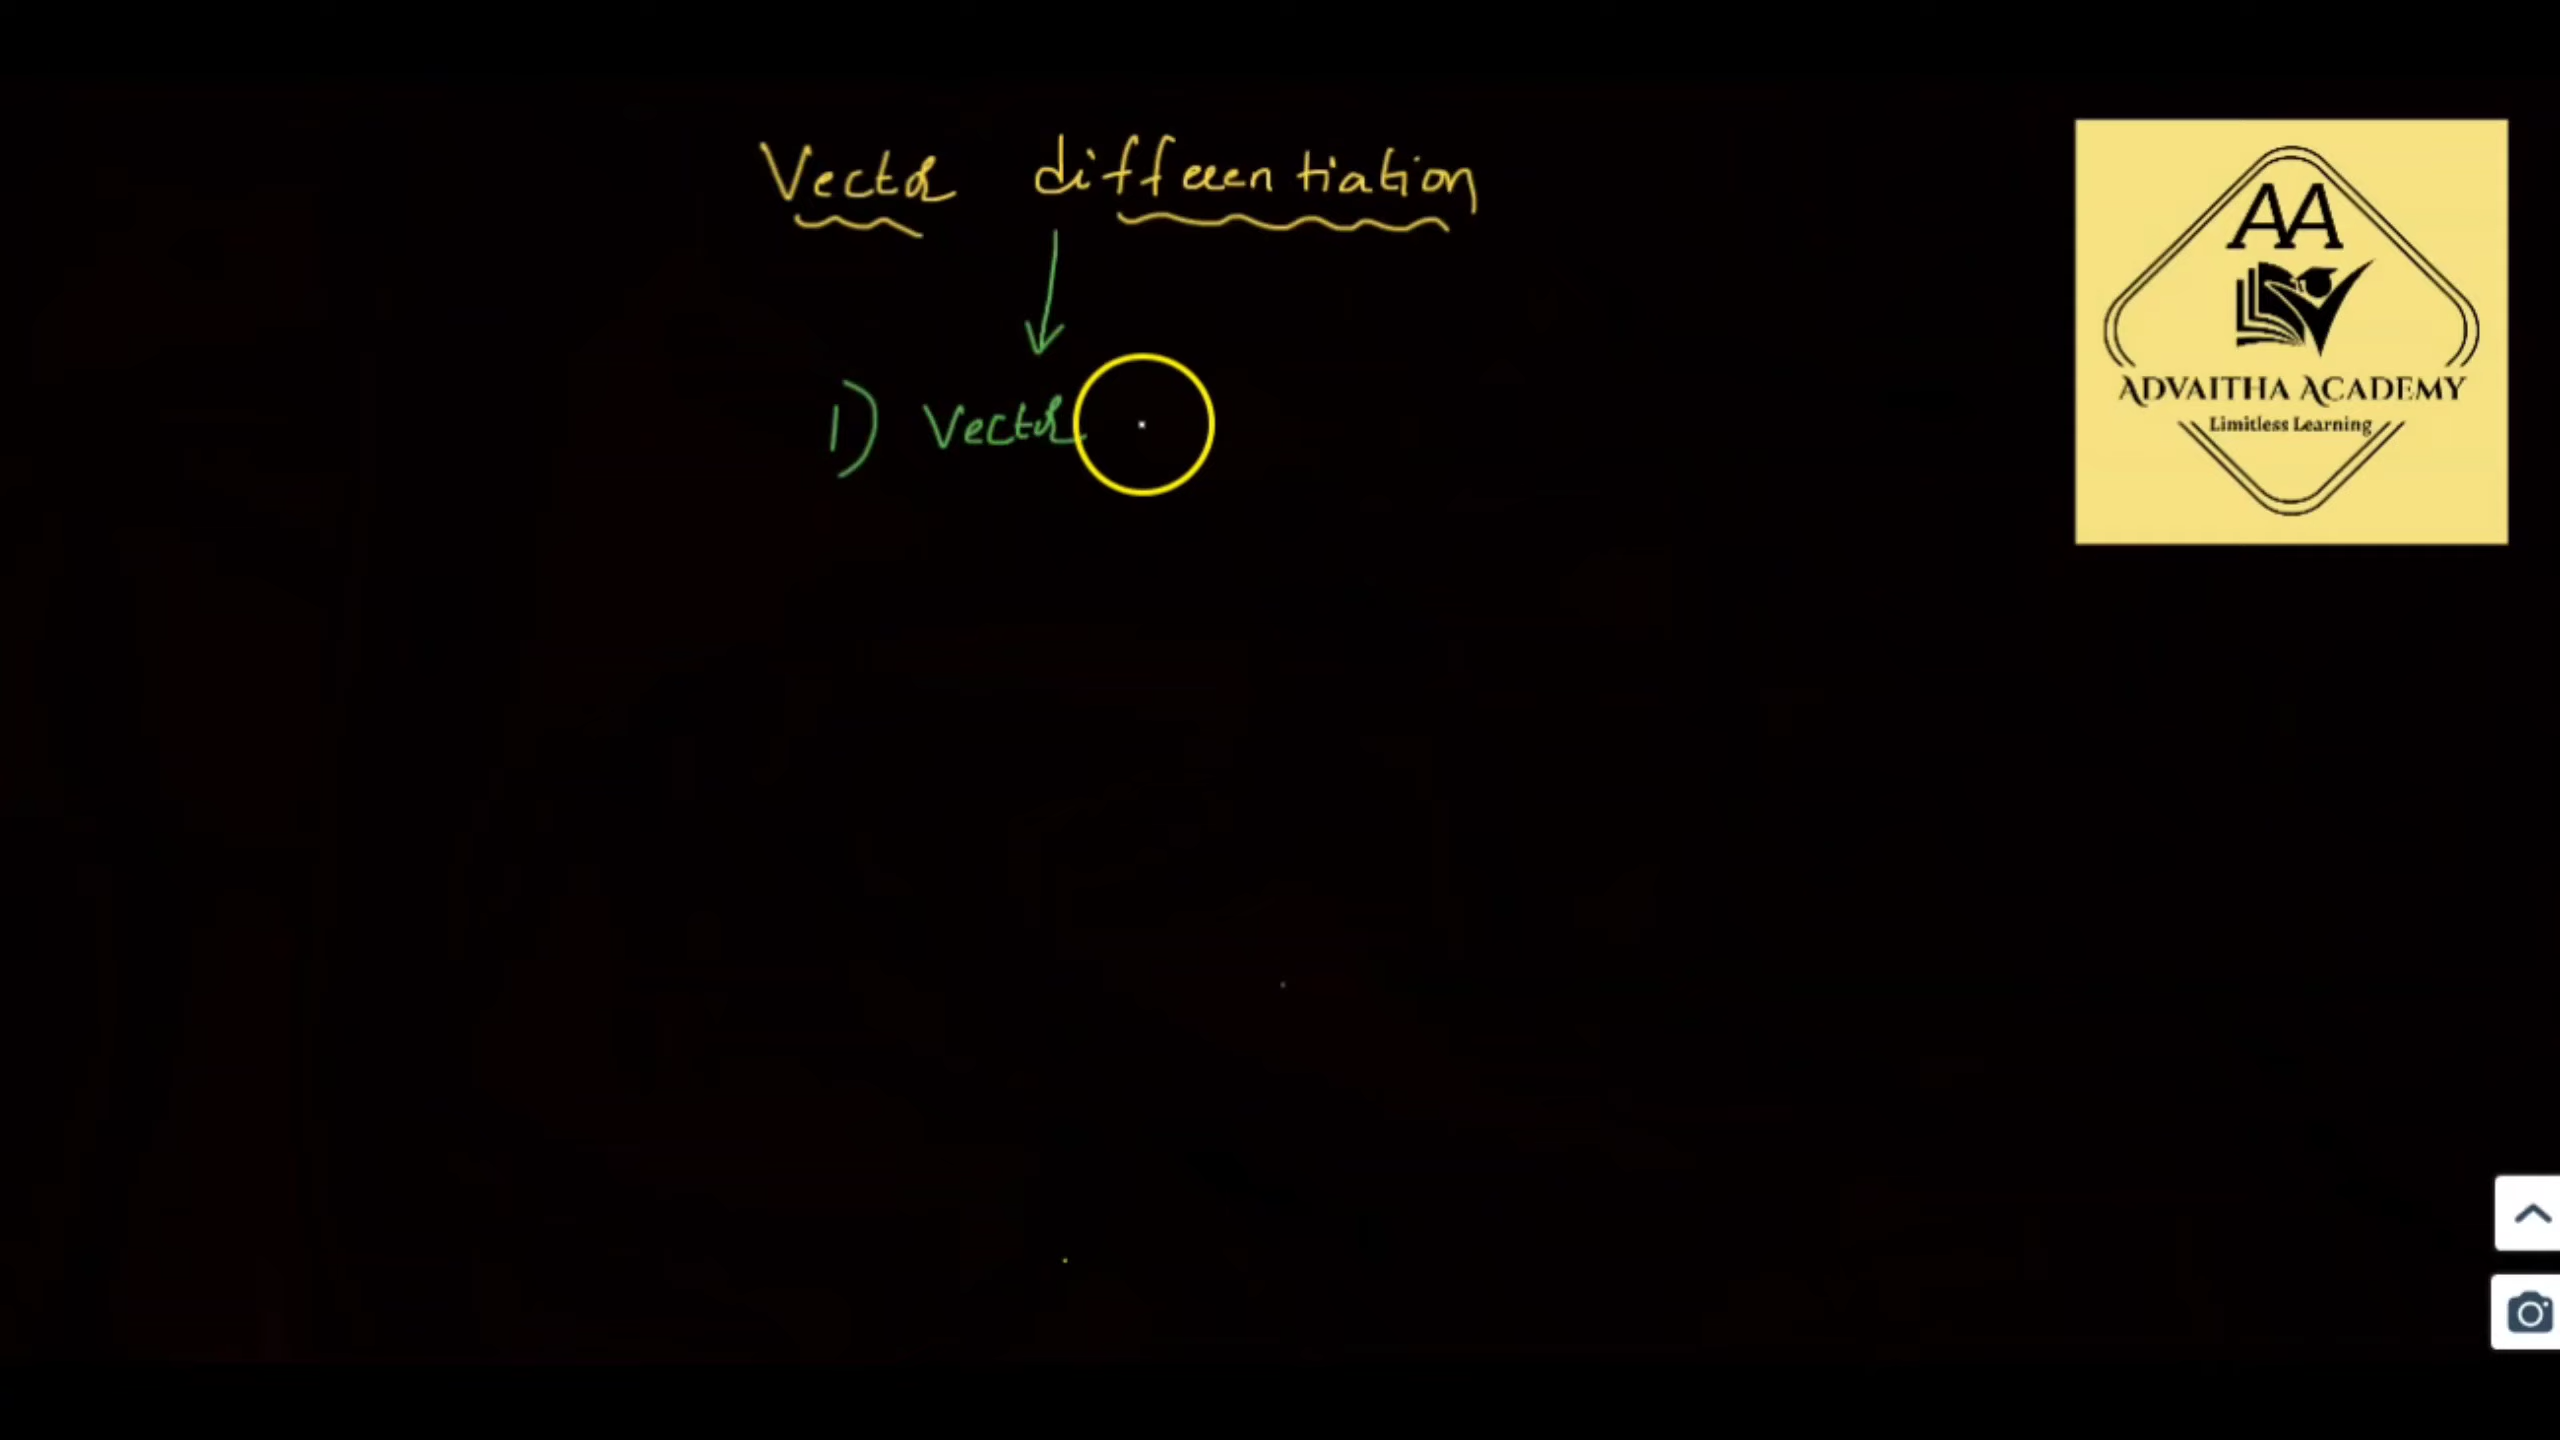 Vector differentiation
1) Vector
AA
ADVAITHA ACADEMY
Limitless Learning